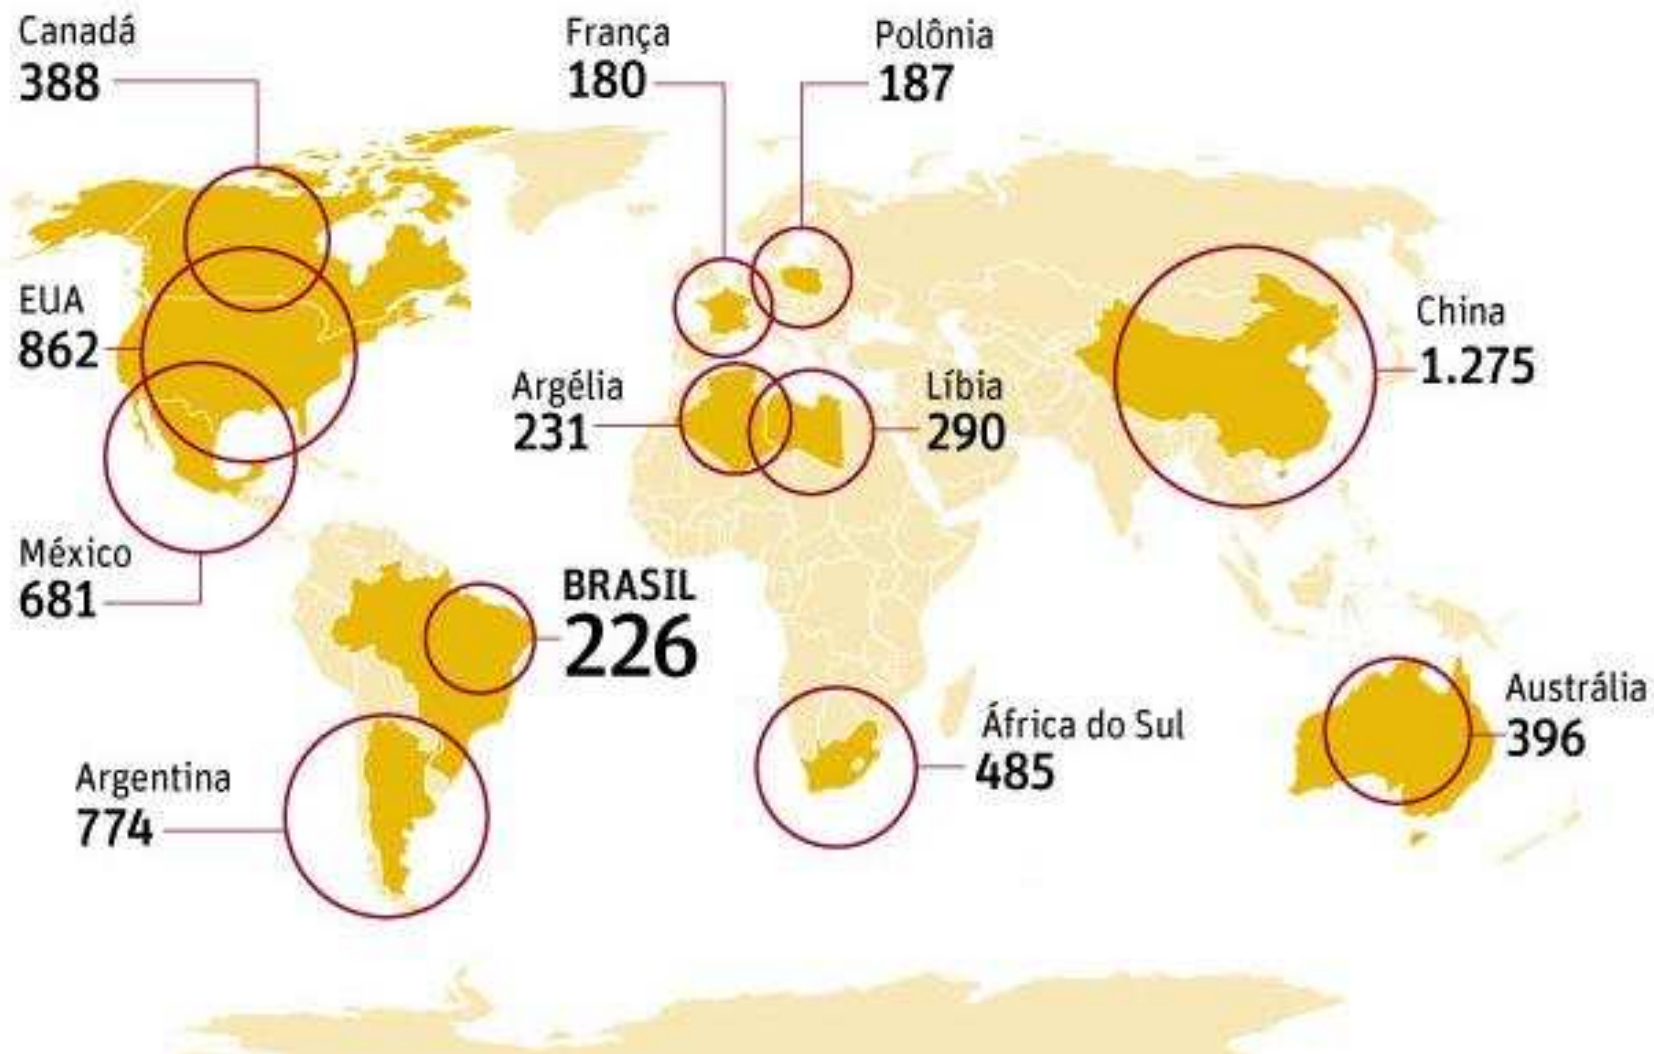 Canadá
388
França
180
Polônia
187
EUA
862
China
1.275
Argélia
231
Líbia
290
México
681
BRASIL
226
Austrália
396
África do Sul
485
Argentina
774